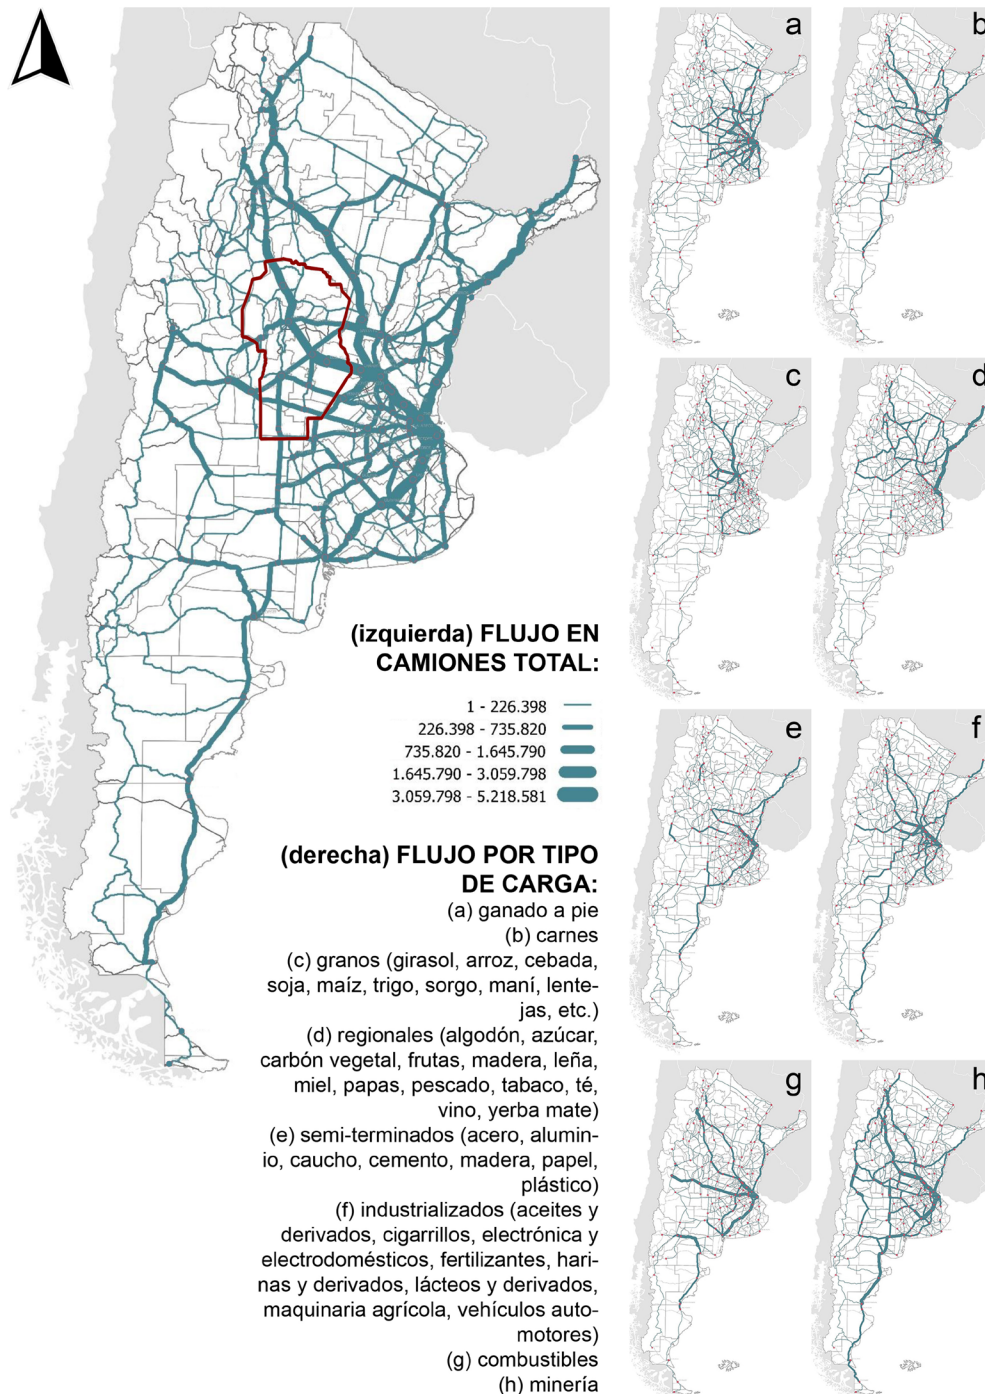 a
b
(izquierda) FLUJO EN
CAMIONES TOTAL:
1 - 226.398
226.398 - 735.820
735.820 - 1.645.790
1.645.790 - 3.059.798
3.059.798 - 5.218.581
c
d
(derecha) FLUJO POR TIPO
DE CARGA:
(a) ganado a pie
(b) carnes
(c) granos (girasol, arroz, cebada,
soja, maíz, trigo, sorgo, maní, lente-
jas, etc.)
(d) regionales (algodón, azúcar,
carbón vegetal, frutas, madera, leña,
miel, papas, pescado, tabaco, té,
vino, yerba mate)
(e) semi-terminados (acero, alumin-
io, caucho, cemento, madera, papel,
plástico)
(f) industrializados (aceites y
derivados, cigarrillos, electrónica y
electrodomésticos, fertilizantes, hari-
nas y derivados, lácteos y derivados,
maquinaria agrícola, vehículos auto-
motores)
(g) combustibles
(h) minería
e
f
g
h